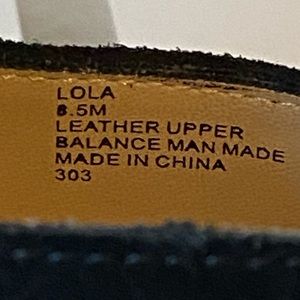 LOLA
8.5M
LEATHER UPPER
BALANCE MAN MADE
MADE IN CHINA
303